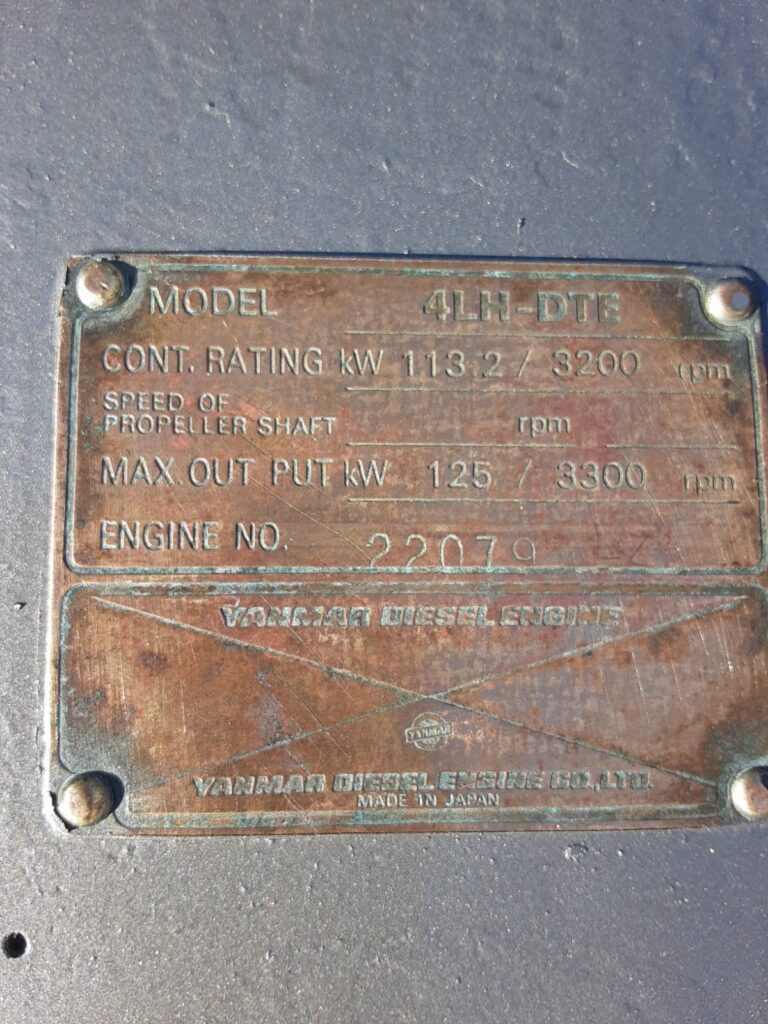 MODEL 4LH-DTE
CONT. RATING kW 113.2 / 3200 rpm
SPEED OF
PROPELLER SHAFT rpm
MAX. OUT PUT kW 125 / 3300 rpm
ENGINE NO. 22079
YANMAR DIESEL ENGINE
YANMAR
YANMAR DIESEL ENGINE CO.,LTD.
MADE IN JAPAN